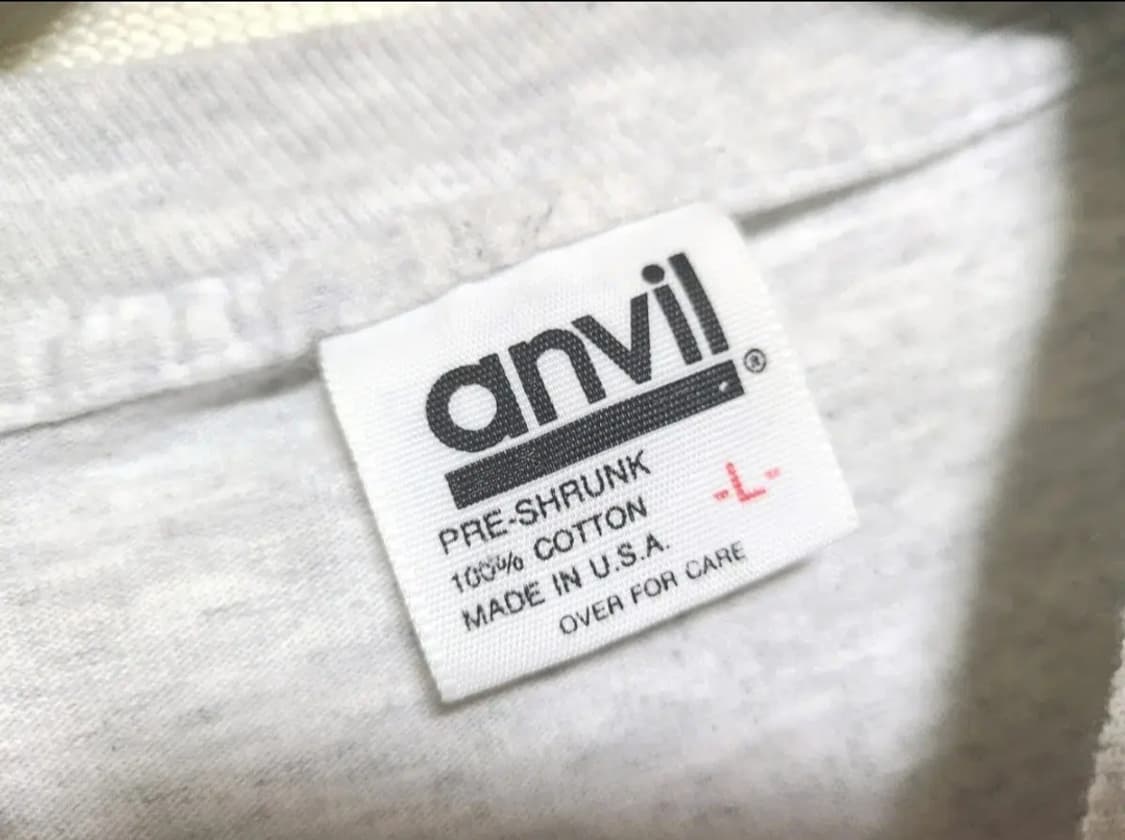 anvil®
PRE-SHRUNK
100% COTTON -L-
MADE IN U.S.A.
OVER FOR CARE